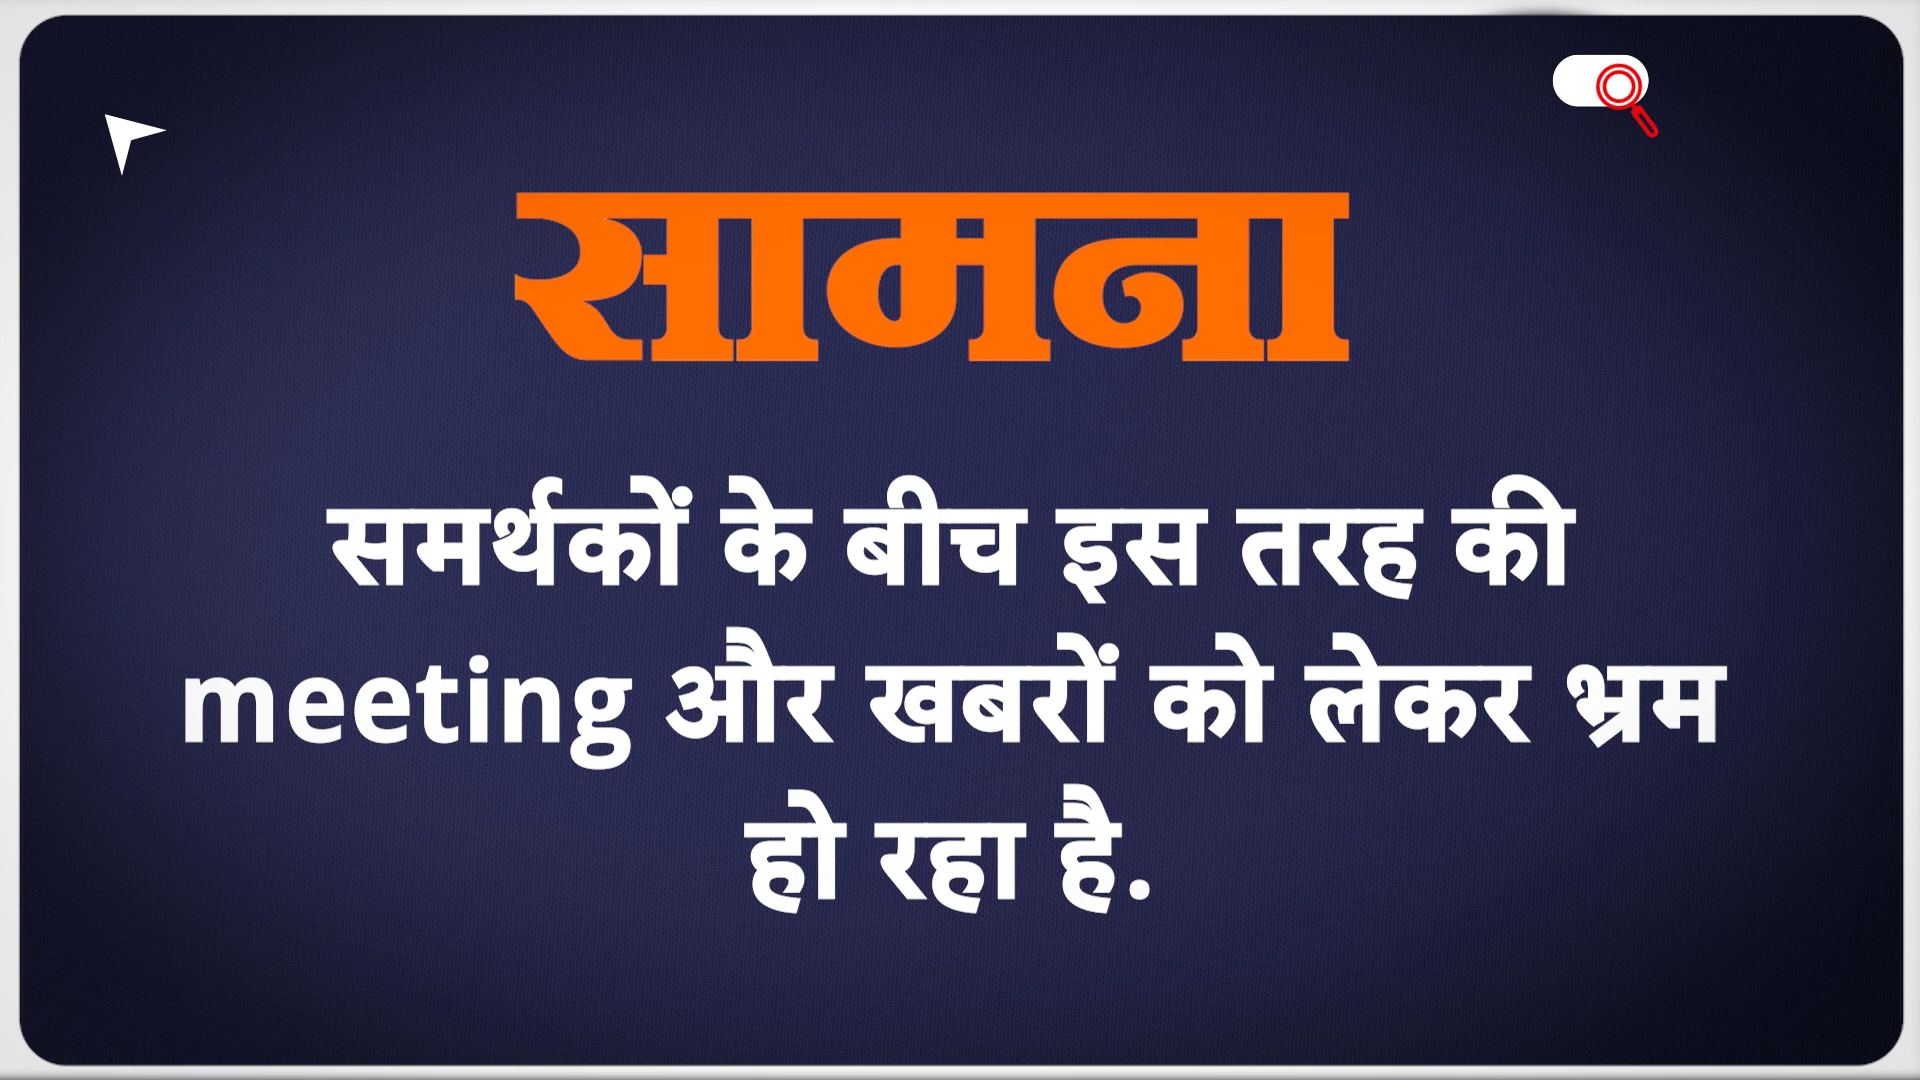 सामना
समर्थकों के बीच इस तरह की
meeting और खबरों को लेकर भ्रम
हो रहा है.